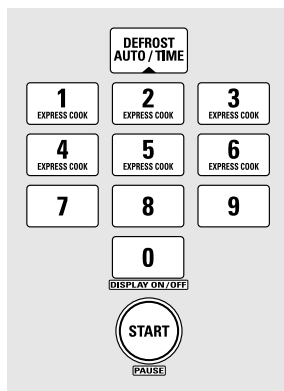 DEFROST
AUTO / TIME
1 2 3
EXPRESS COOK EXPRESS COOK EXPRESS COOK
4 5 6
EXPRESS COOK EXPRESS COOK EXPRESS COOK
7 8 9
0
DISPLAY ON/OFF
START
PAUSE